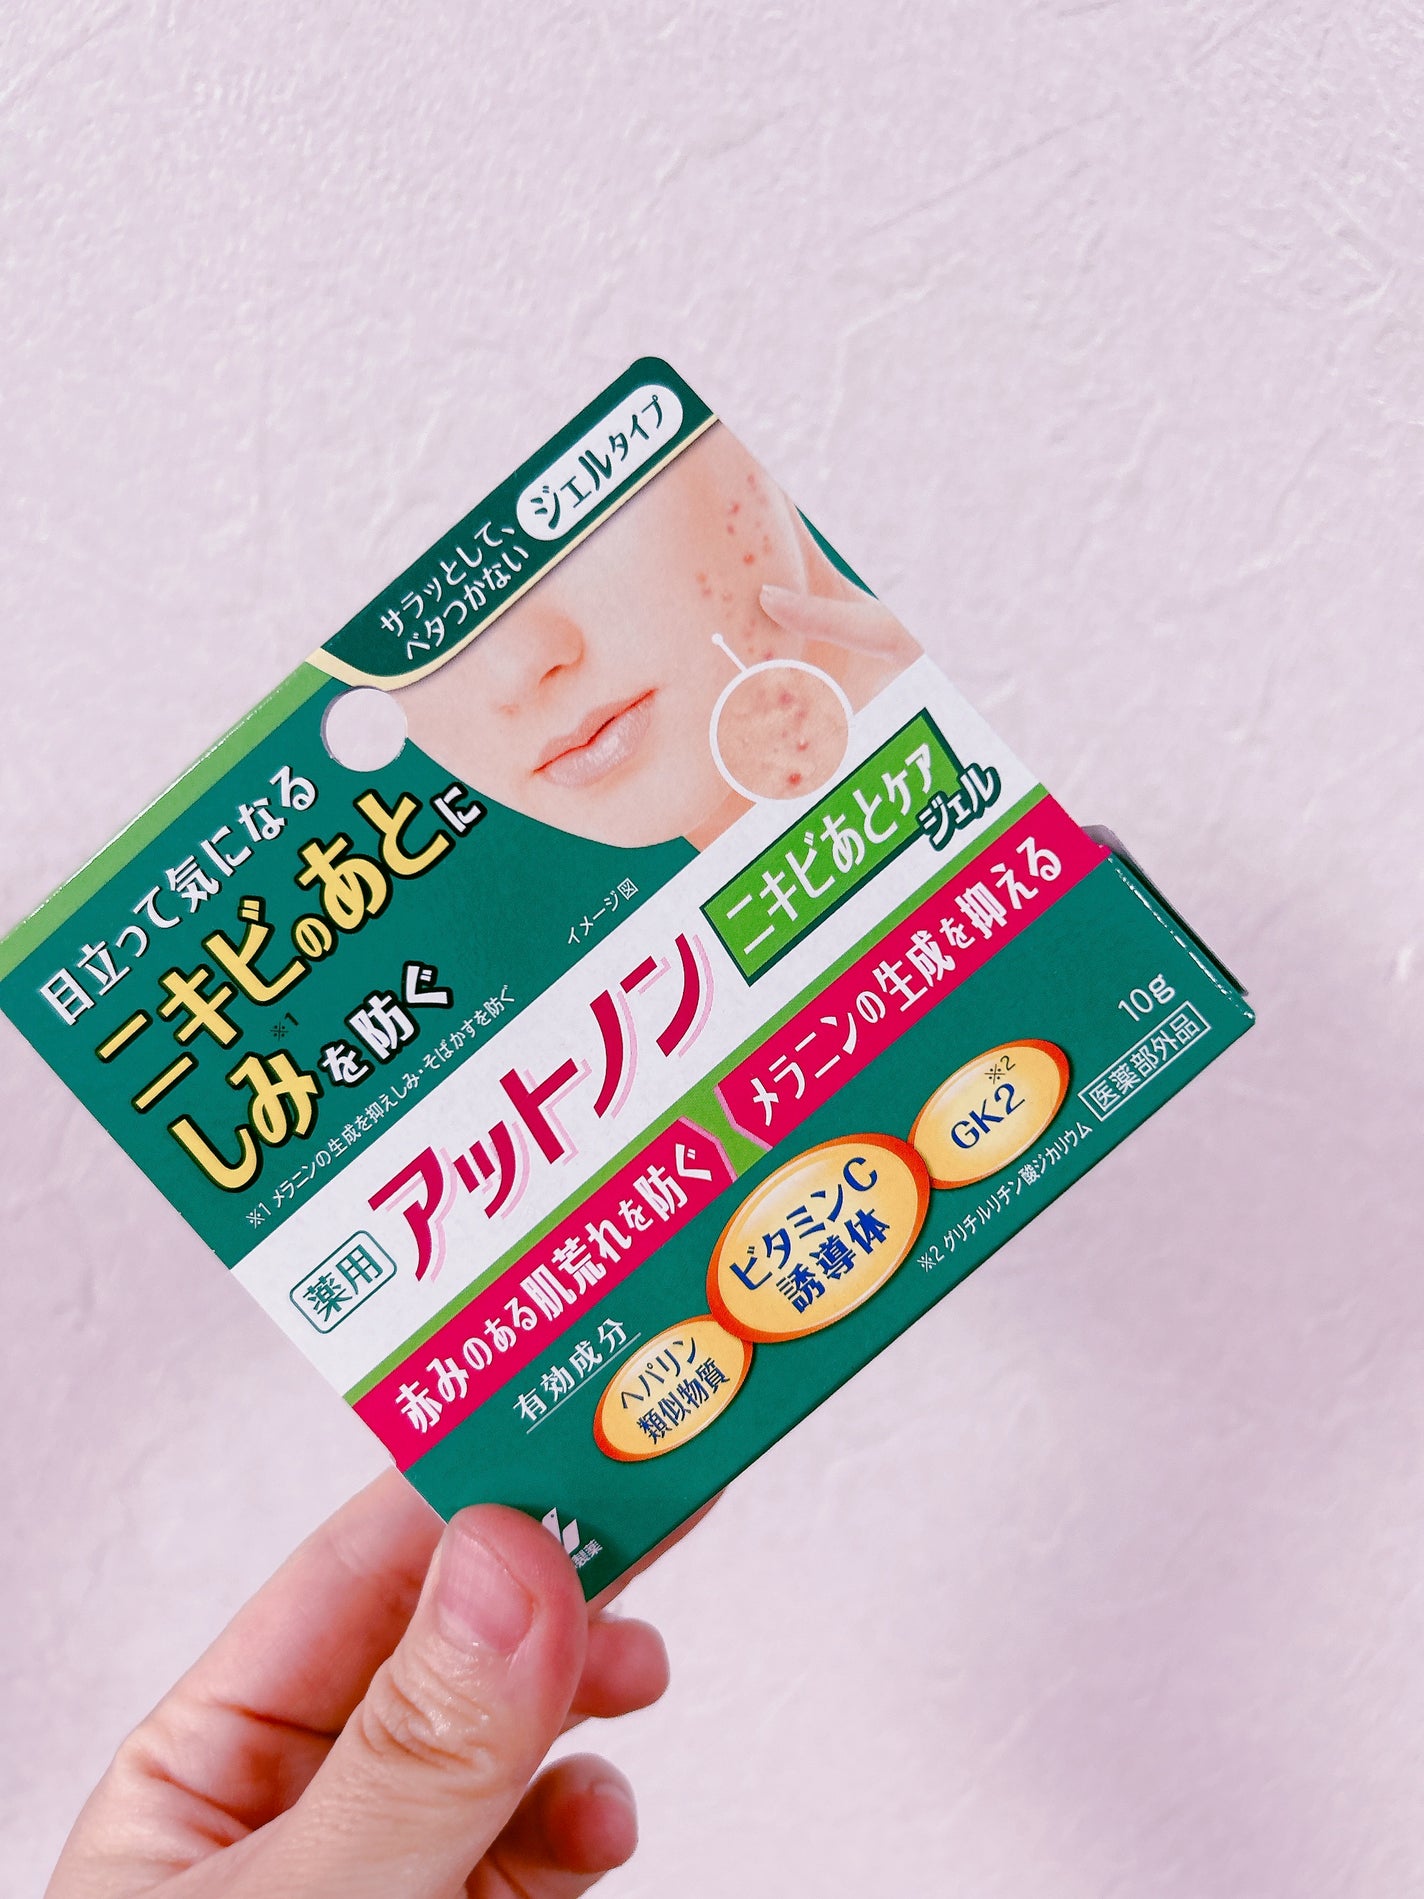 サラッとして、
ベタつかない
ジェルタイプ
目立って気になる
ニキビのあとに
しみ※1を防ぐ
※1 メラニンの生成を抑えしみ・そばかすを防ぐ
イメージ図
薬用
アットノン
ニキビあとケア
ジェル
赤みのある肌荒れを防ぐ
メラニンの生成を抑える
有効成分
ヘパリン
類似物質
ビタミンC
誘導体
GK2※2
※2 グリチルリチン酸ジカリウム
10g
医薬部外品
製薬